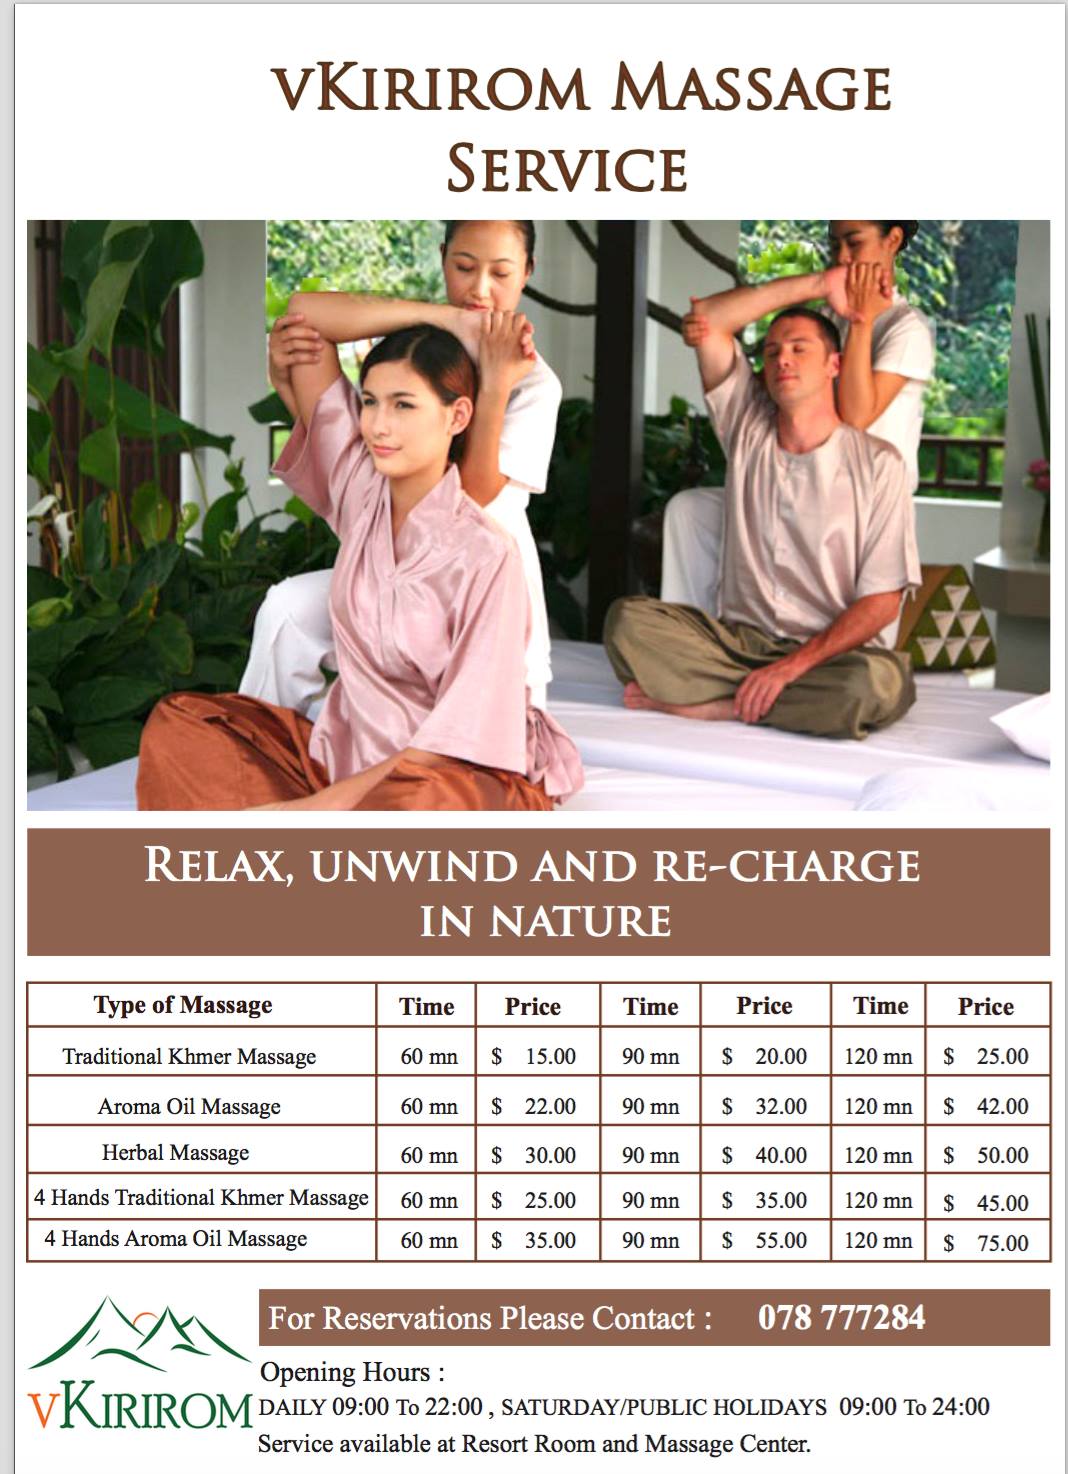 vKirirom Massage
Service
Relax, unwind and re-charge
in nature
Type of Massage Time Price Time Price Time Price
Traditional Khmer Massage 60 mn $ 15.00 90 mn $ 20.00 120 mn $ 25.00
Aroma Oil Massage 60 mn $ 22.00 90 mn $ 32.00 120 mn $ 42.00
Herbal Massage 60 mn $ 30.00 90 mn $ 40.00 120 mn $ 50.00
4 Hands Traditional Khmer Massage 60 mn $ 25.00 90 mn $ 35.00 120 mn $ 45.00
4 Hands Aroma Oil Massage 60 mn $ 35.00 90 mn $ 55.00 120 mn $ 75.00
For Reservations Please Contact : 078 777284
Opening Hours :
vKirirom
DAILY 09:00 To 22:00 , SATURDAY/PUBLIC HOLIDAYS 09:00 To 24:00
Service available at Resort Room and Massage Center.